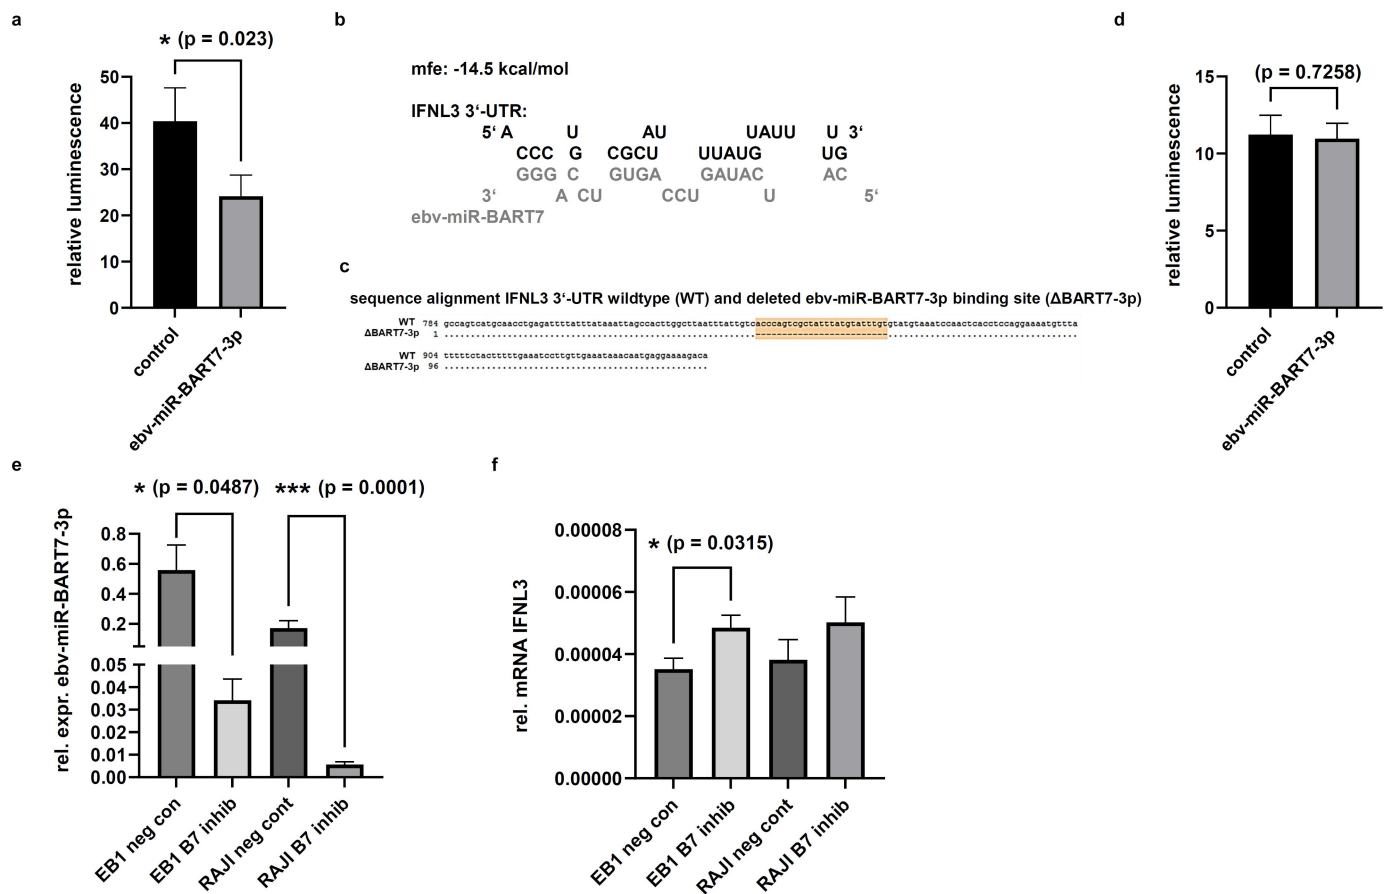 a
* (p = 0.023)
relative luminescence
50
40
30
20
10
0
control
ebv-miR-BART7-3p
b
mfe: -14.5 kcal/mol
IFNL3 3‘-UTR:
5‘ A U AU UAUU U 3‘
CCC G CGCU UUAUG UG
GGG C GUGA GAUAC AC
3‘ A CU CCU U 5‘
ebv-miR-BART7
c
sequence alignment IFNL3 3‘-UTR wildtype (WT) and deleted ebv-miR-BART7-3p binding site (ΔBART7-3p)
WT 784 gccagtcatgcaacctgagattttatttataaattagccacttggcttaatttattgtcacccagtcgctatttatgtatttgtgtatgtaaatccaactcacctccaggaaaatgttta
ΔBART7-3p 1
WT 904 tttttctactttttgaaatccttgttgaaataaacaatgaggaaaagaca
ΔBART7-3p 96
d
(p = 0.7258)
relative luminescence
15
10
5
0
control
ebv-miR-BART7-3p
e
* (p = 0.0487) *** (p = 0.0001)
rel. expr. ebv-miR-BART7-3p
0.8
0.6
0.4
0.2
0.05
0.04
0.03
0.02
0.01
0.00
EB1 neg con
EB1 B7 inhib
RAJI neg cont
RAJI B7 inhib
f
* (p = 0.0315)
rel. mRNA IFNL3
0.00008
0.00006
0.00004
0.00002
0.00000
EB1 neg con
EB1 B7 inhib
RAJI neg cont
RAJI B7 inhib